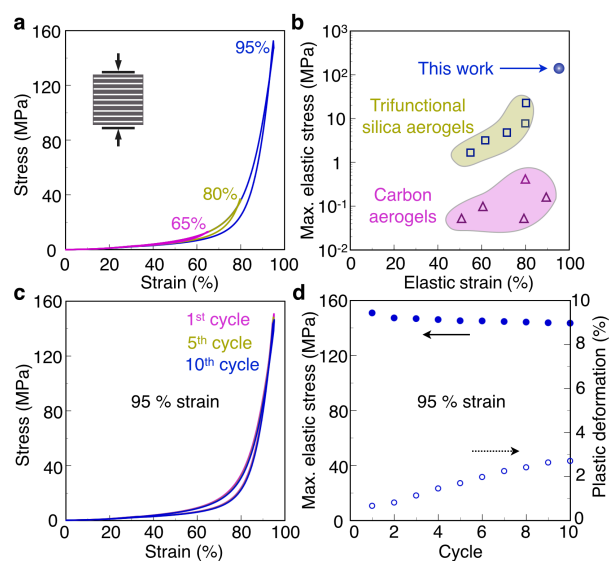 a
Stress (MPa)
160
120
80
40
0
95%
80%
65%
0 20 40 60 80 100
Strain (%)
b
Max. elastic stress (MPa)
10³
10²
10
1
10⁻¹
10⁻²
This work
Trifunctional
silica aerogels
Carbon
aerogels
0 20 40 60 80 100
Elastic strain (%)
c
Stress (MPa)
160
120
80
40
0
1st cycle
5th cycle
10th cycle
95 % strain
0 20 40 60 80 100
Strain (%)
d
Max. elastic stress (MPa)
160
120
80
40
0
95 % strain
10
8
6
4
2
0
Plastic deformation (%)
0 2 4 6 8 10
Cycle